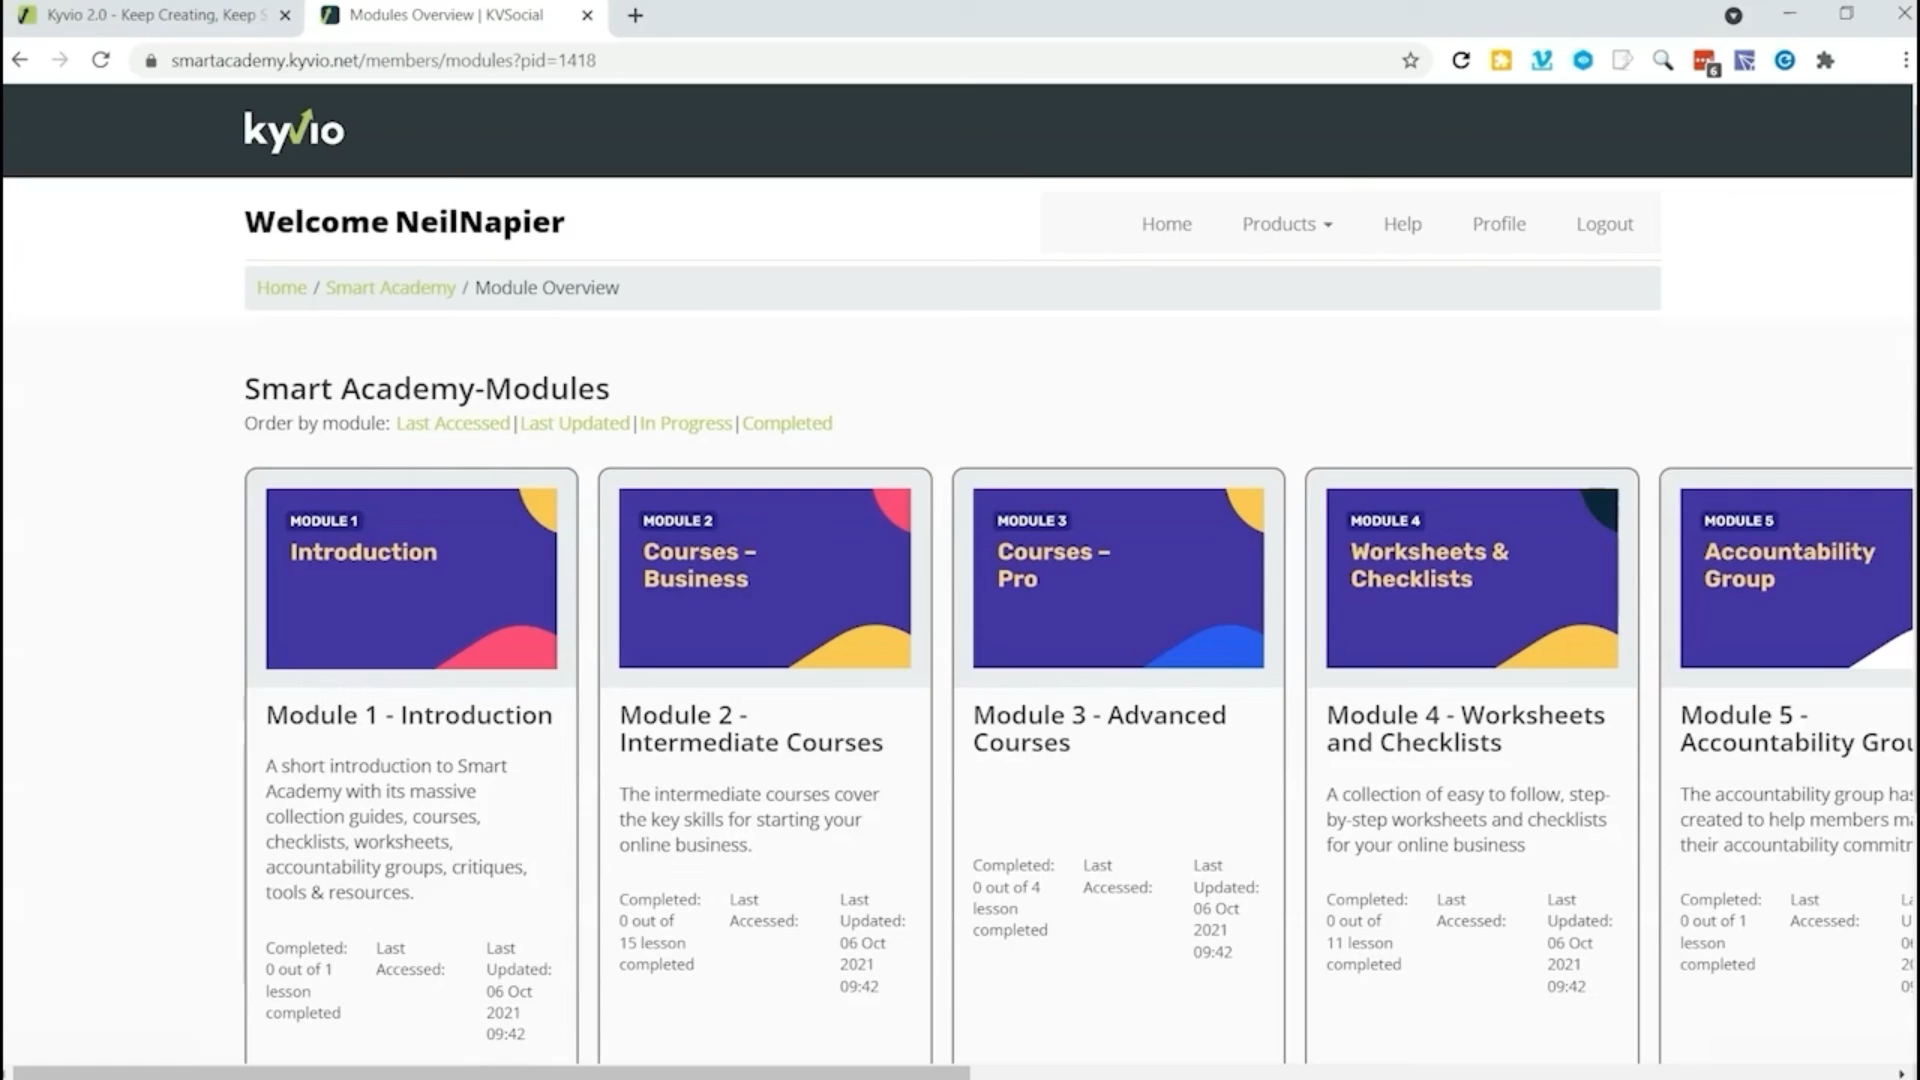 Kyvio 2.0 - Keep Creating, Keep S
Modules Overview | KVSocial
smartacademy.kyvio.net/members/modules?pid=1418
6
kyvio
Welcome NeilNapier
Home
Products
Help
Profile
Logout
Home / Smart Academy / Module Overview
Smart Academy-Modules
Order by module: Last Accessed|Last Updated|In Progress|Completed
MODULE 1
Introduction
Module 1 - Introduction
A short introduction to Smart
Academy with its massive
collection guides, courses,
checklists, worksheets,
accountability groups, critiques,
tools & resources.
Completed:
0 out of 1
lesson
completed
Last
Accessed:
Last
Updated:
06 Oct
2021
09:42
MODULE 2
Courses –
Business
Module 2 -
Intermediate Courses
The intermediate courses cover
the key skills for starting your
online business.
Completed:
0 out of
15 lesson
completed
Last
Accessed:
Last
Updated:
06 Oct
2021
09:42
MODULE 3
Courses –
Pro
Module 3 - Advanced
Courses
Completed:
0 out of 4
lesson
completed
Last
Accessed:
Last
Updated:
06 Oct
2021
09:42
MODULE 4
Worksheets &
Checklists
Module 4 - Worksheets
and Checklists
A collection of easy to follow, step-
by-step worksheets and checklists
for your online business
Completed:
0 out of
11 lesson
completed
Last
Accessed:
Last
Updated:
06 Oct
2021
09:42
MODULE 5
Accountability
Group
Module 5 -
Accountability
The accountability group has
created to help members
their accountability
Completed:
0 out of 1
lesson
completed
Last
Accessed: